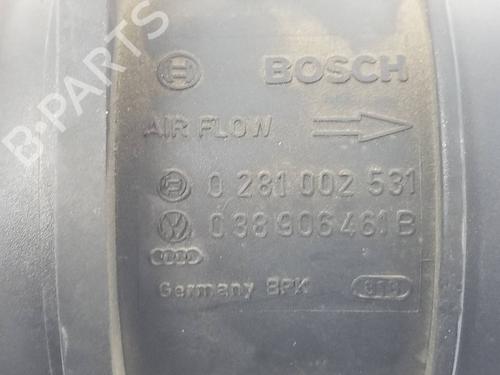 BOSCH
AIR FLOW
0 281 002 531
038 906 461 B
Germany BPK
B-PARTS